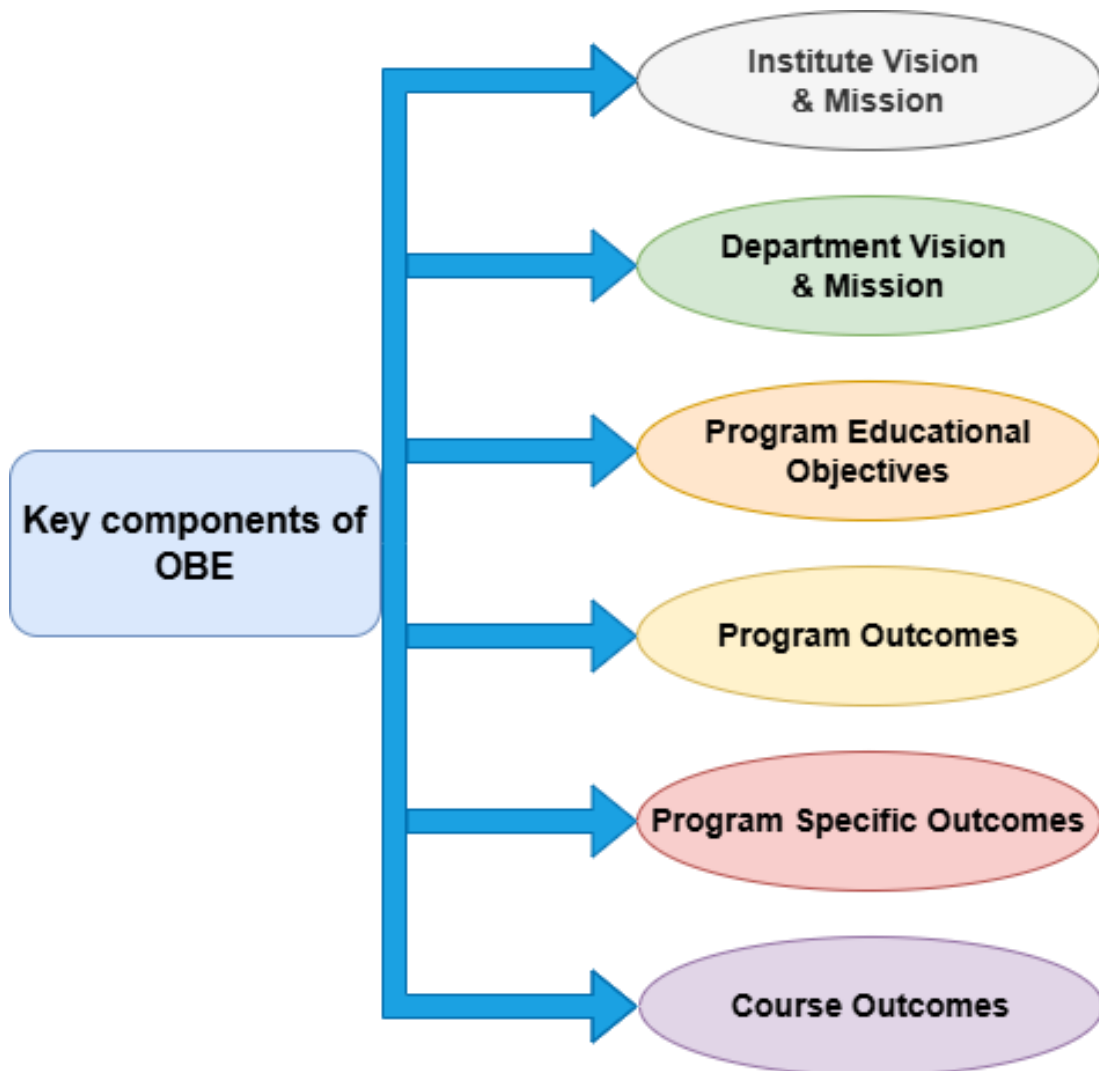 Institute Vision
& Mission
Department Vision
& Mission
Program Educational
Objectives
Key components of
OBE
Program Outcomes
Program Specific Outcomes
Course Outcomes